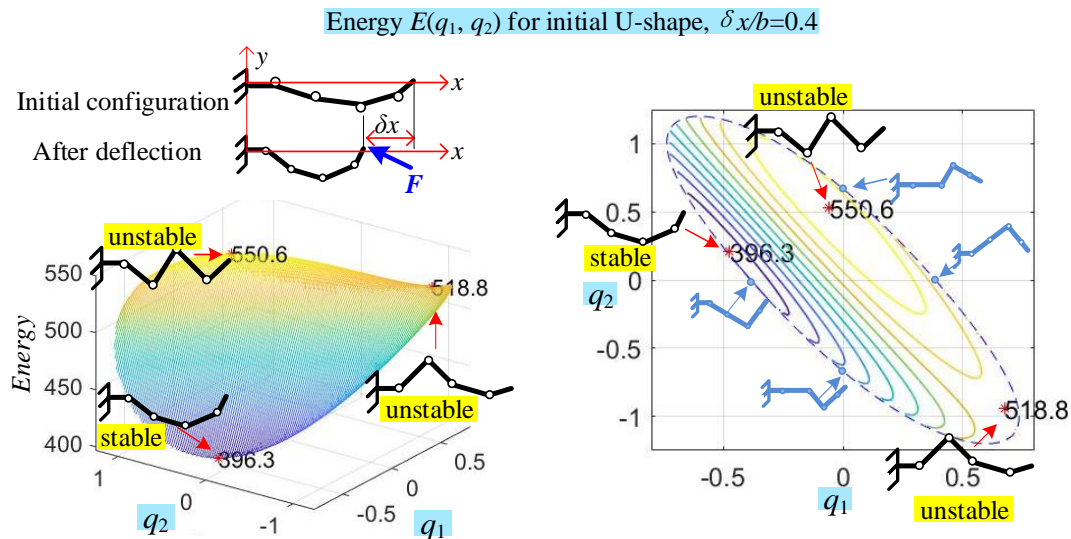 Energy E(q1, q2) for initial U-shape, δx/b=0.4
y
x
Initial configuration
δx
After deflection
x
F
unstable
550.6
518.8
550
500
450
400
Energy
unstable
stable
396.3
1
0
-1
q2
-0.5
0
0.5
q1
unstable
1
0.5
0
-0.5
-1
q2
550.6
stable
396.3
518.8
-0.5
0
0.5
q1
unstable